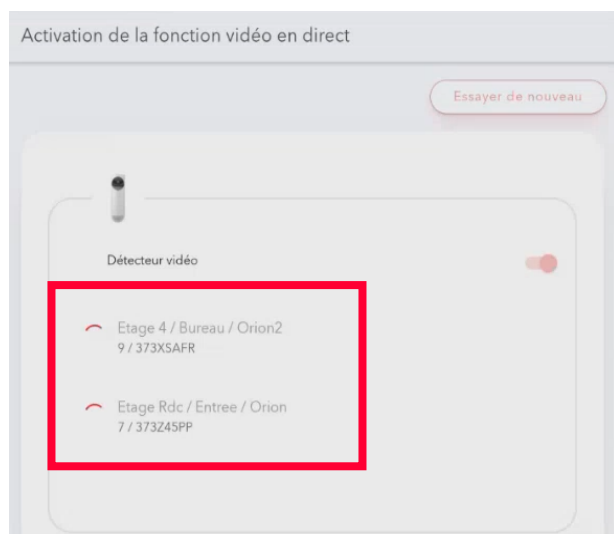 Activation de la fonction vidéo en direct
Essayer de nouveau
Détecteur vidéo
Etage 4 / Bureau / Orion2
9 / 373XSAFR
Etage Rdc / Entree / Orion
7 / 373Z45PP